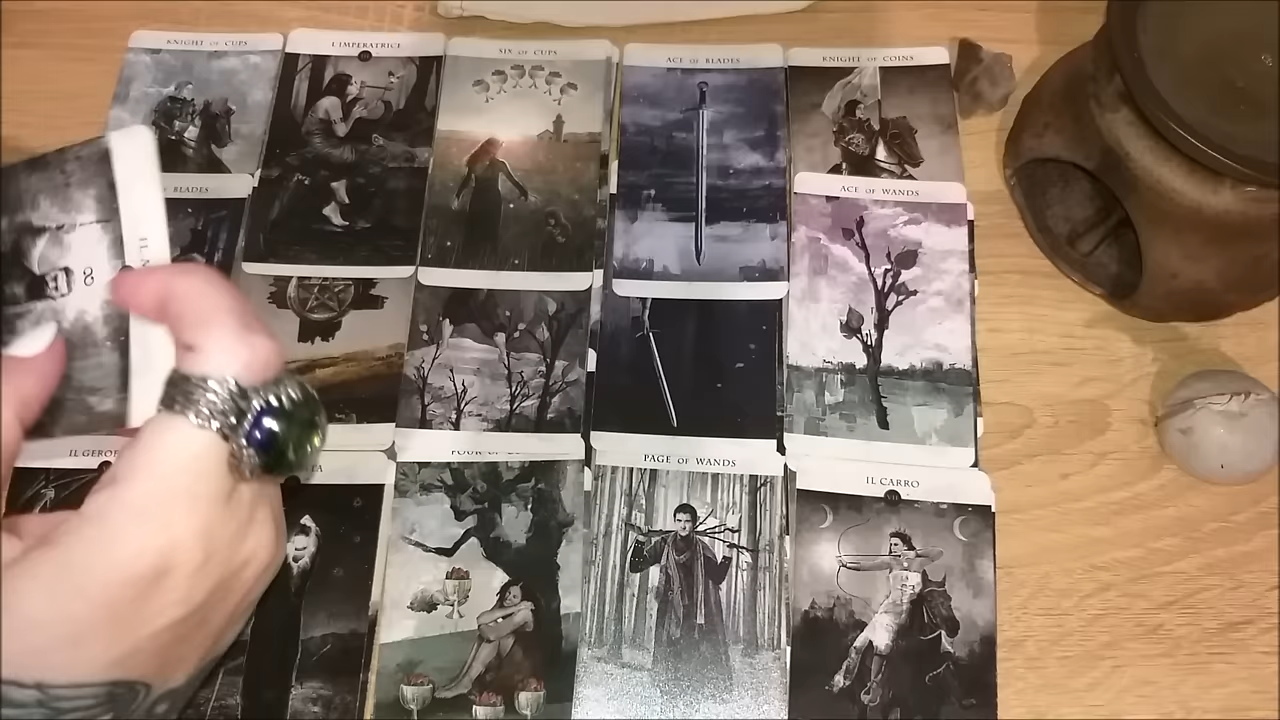 KNIGHT OF CUPS
L'IMPERATRICE
SIX OF CUPS
ACE OF BLADES
KNIGHT OF COINS
BLADES
ACE OF WANDS
PAGE OF WANDS
IL CARRO
VII